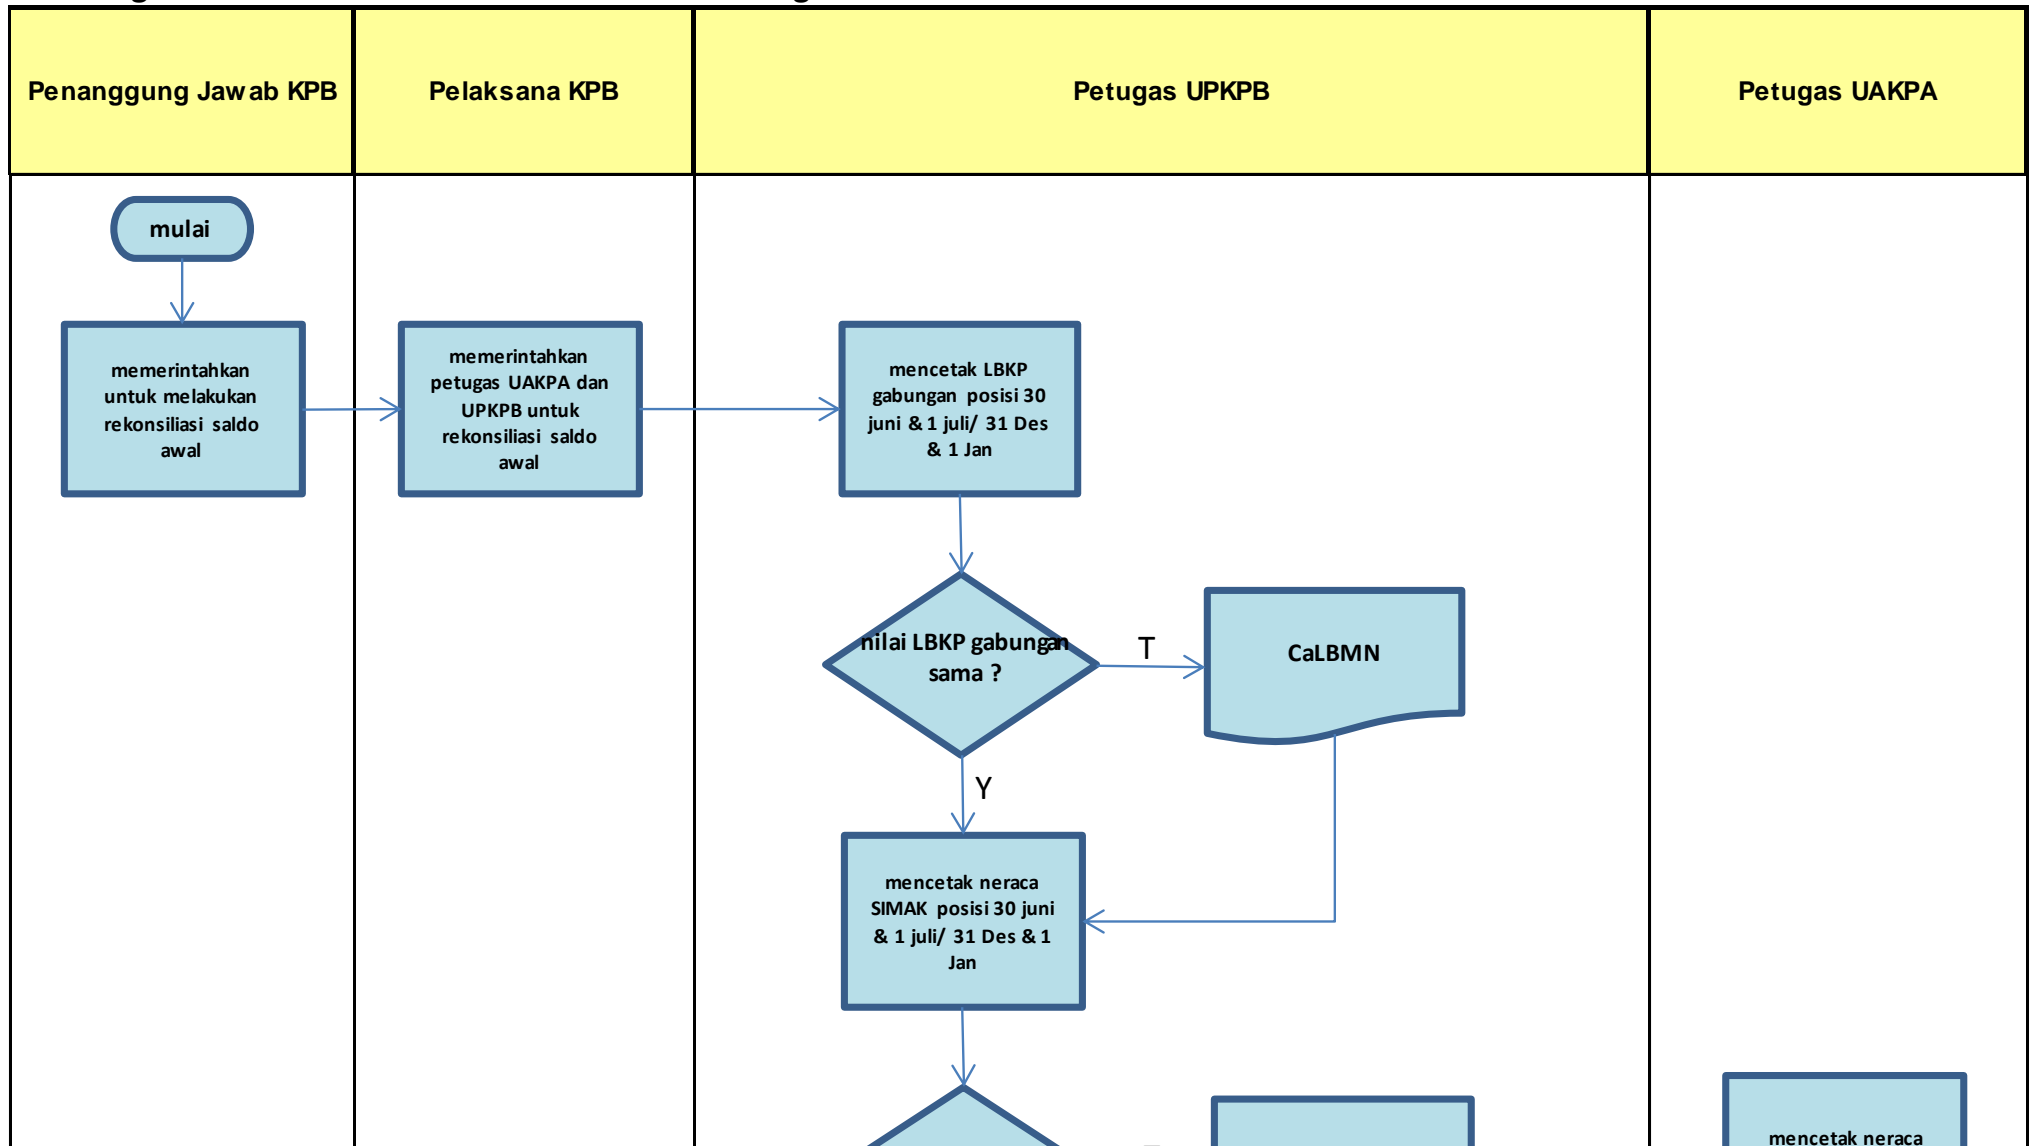 Penanggung Jawab KPB
Pelaksana KPB
Petugas UPKPB
Petugas UAKPA
mulai
memerintahkan
untuk melakukan
rekonsiliasi saldo
awal
memerintahkan
petugas UAKPA dan
UPKPB untuk
rekonsiliasi saldo
awal
mencetak LBKP
gabungan posisi 30
juni & 1 juli/ 31 Des
& 1 Jan
nilai LBKP gabungan
sama ?
T
CaLBMN
Y
mencetak neraca
SIMAK posisi 30 juni
& 1 juli/ 31 Des & 1
Jan
mencetak neraca